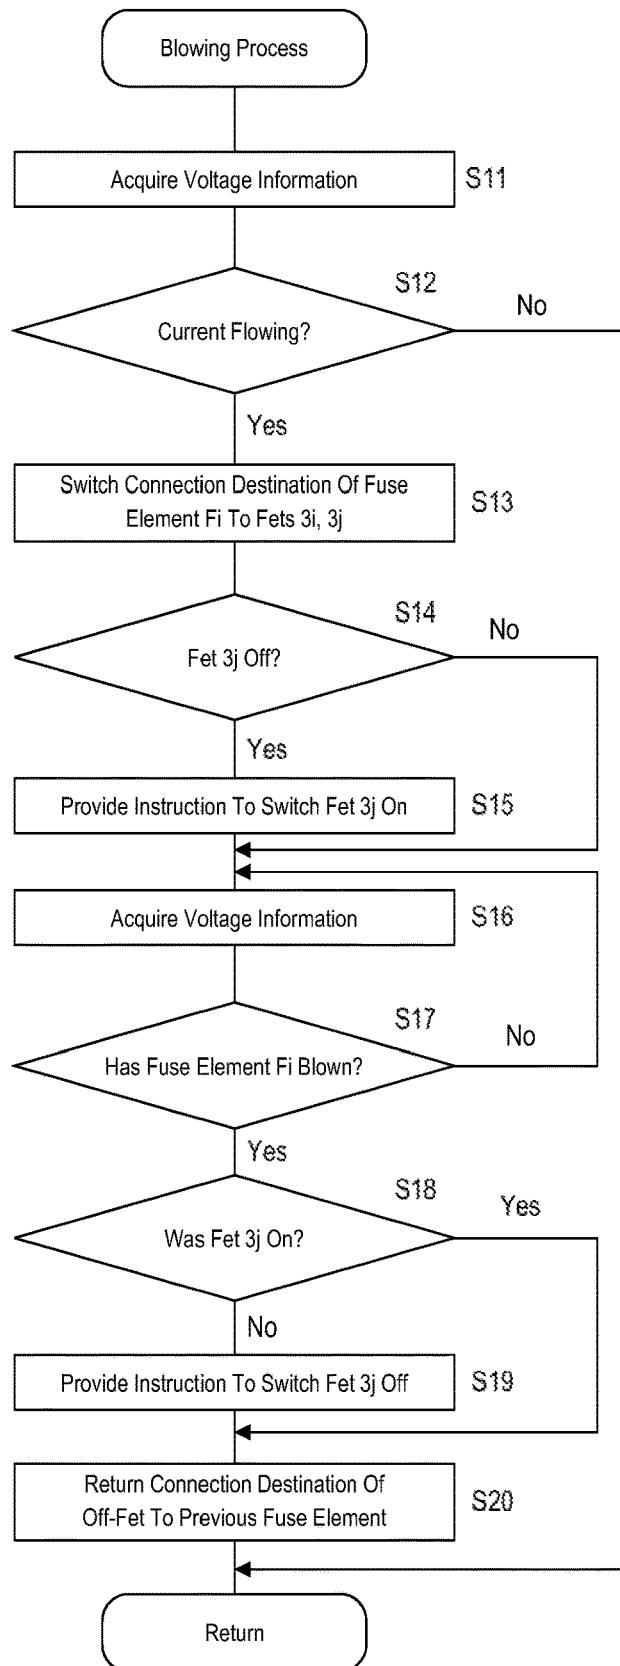 Blowing Process
Acquire Voltage Information
S11
S12
Current Flowing?
No
Yes
Switch Connection Destination Of Fuse
Element Fi To Fets 3i, 3j
S13
S14
Fet 3j Off?
No
Yes
Provide Instruction To Switch Fet 3j On
S15
Acquire Voltage Information
S16
S17
Has Fuse Element Fi Blown?
No
Yes
S18
Was Fet 3j On?
Yes
No
Provide Instruction To Switch Fet 3j Off
S19
Return Connection Destination Of
Off-Fet To Previous Fuse Element
S20
Return